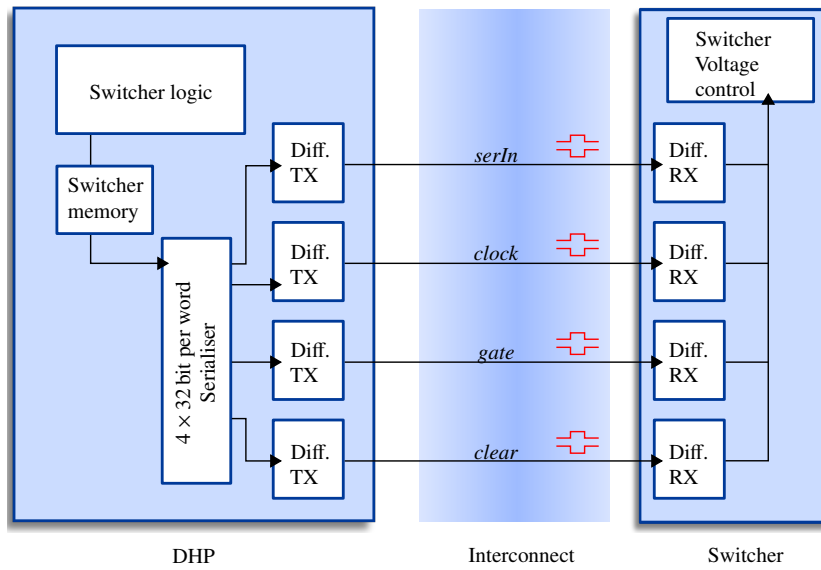 Switcher logic
Switcher
memory
4 × 32 bit per word
Serialiser
Diff.
TX
Diff.
TX
Diff.
TX
Diff.
TX
serIn
clock
gate
clear
Switcher
Voltage
control
Diff.
RX
Diff.
RX
Diff.
RX
Diff.
RX
DHP
Interconnect
Switcher